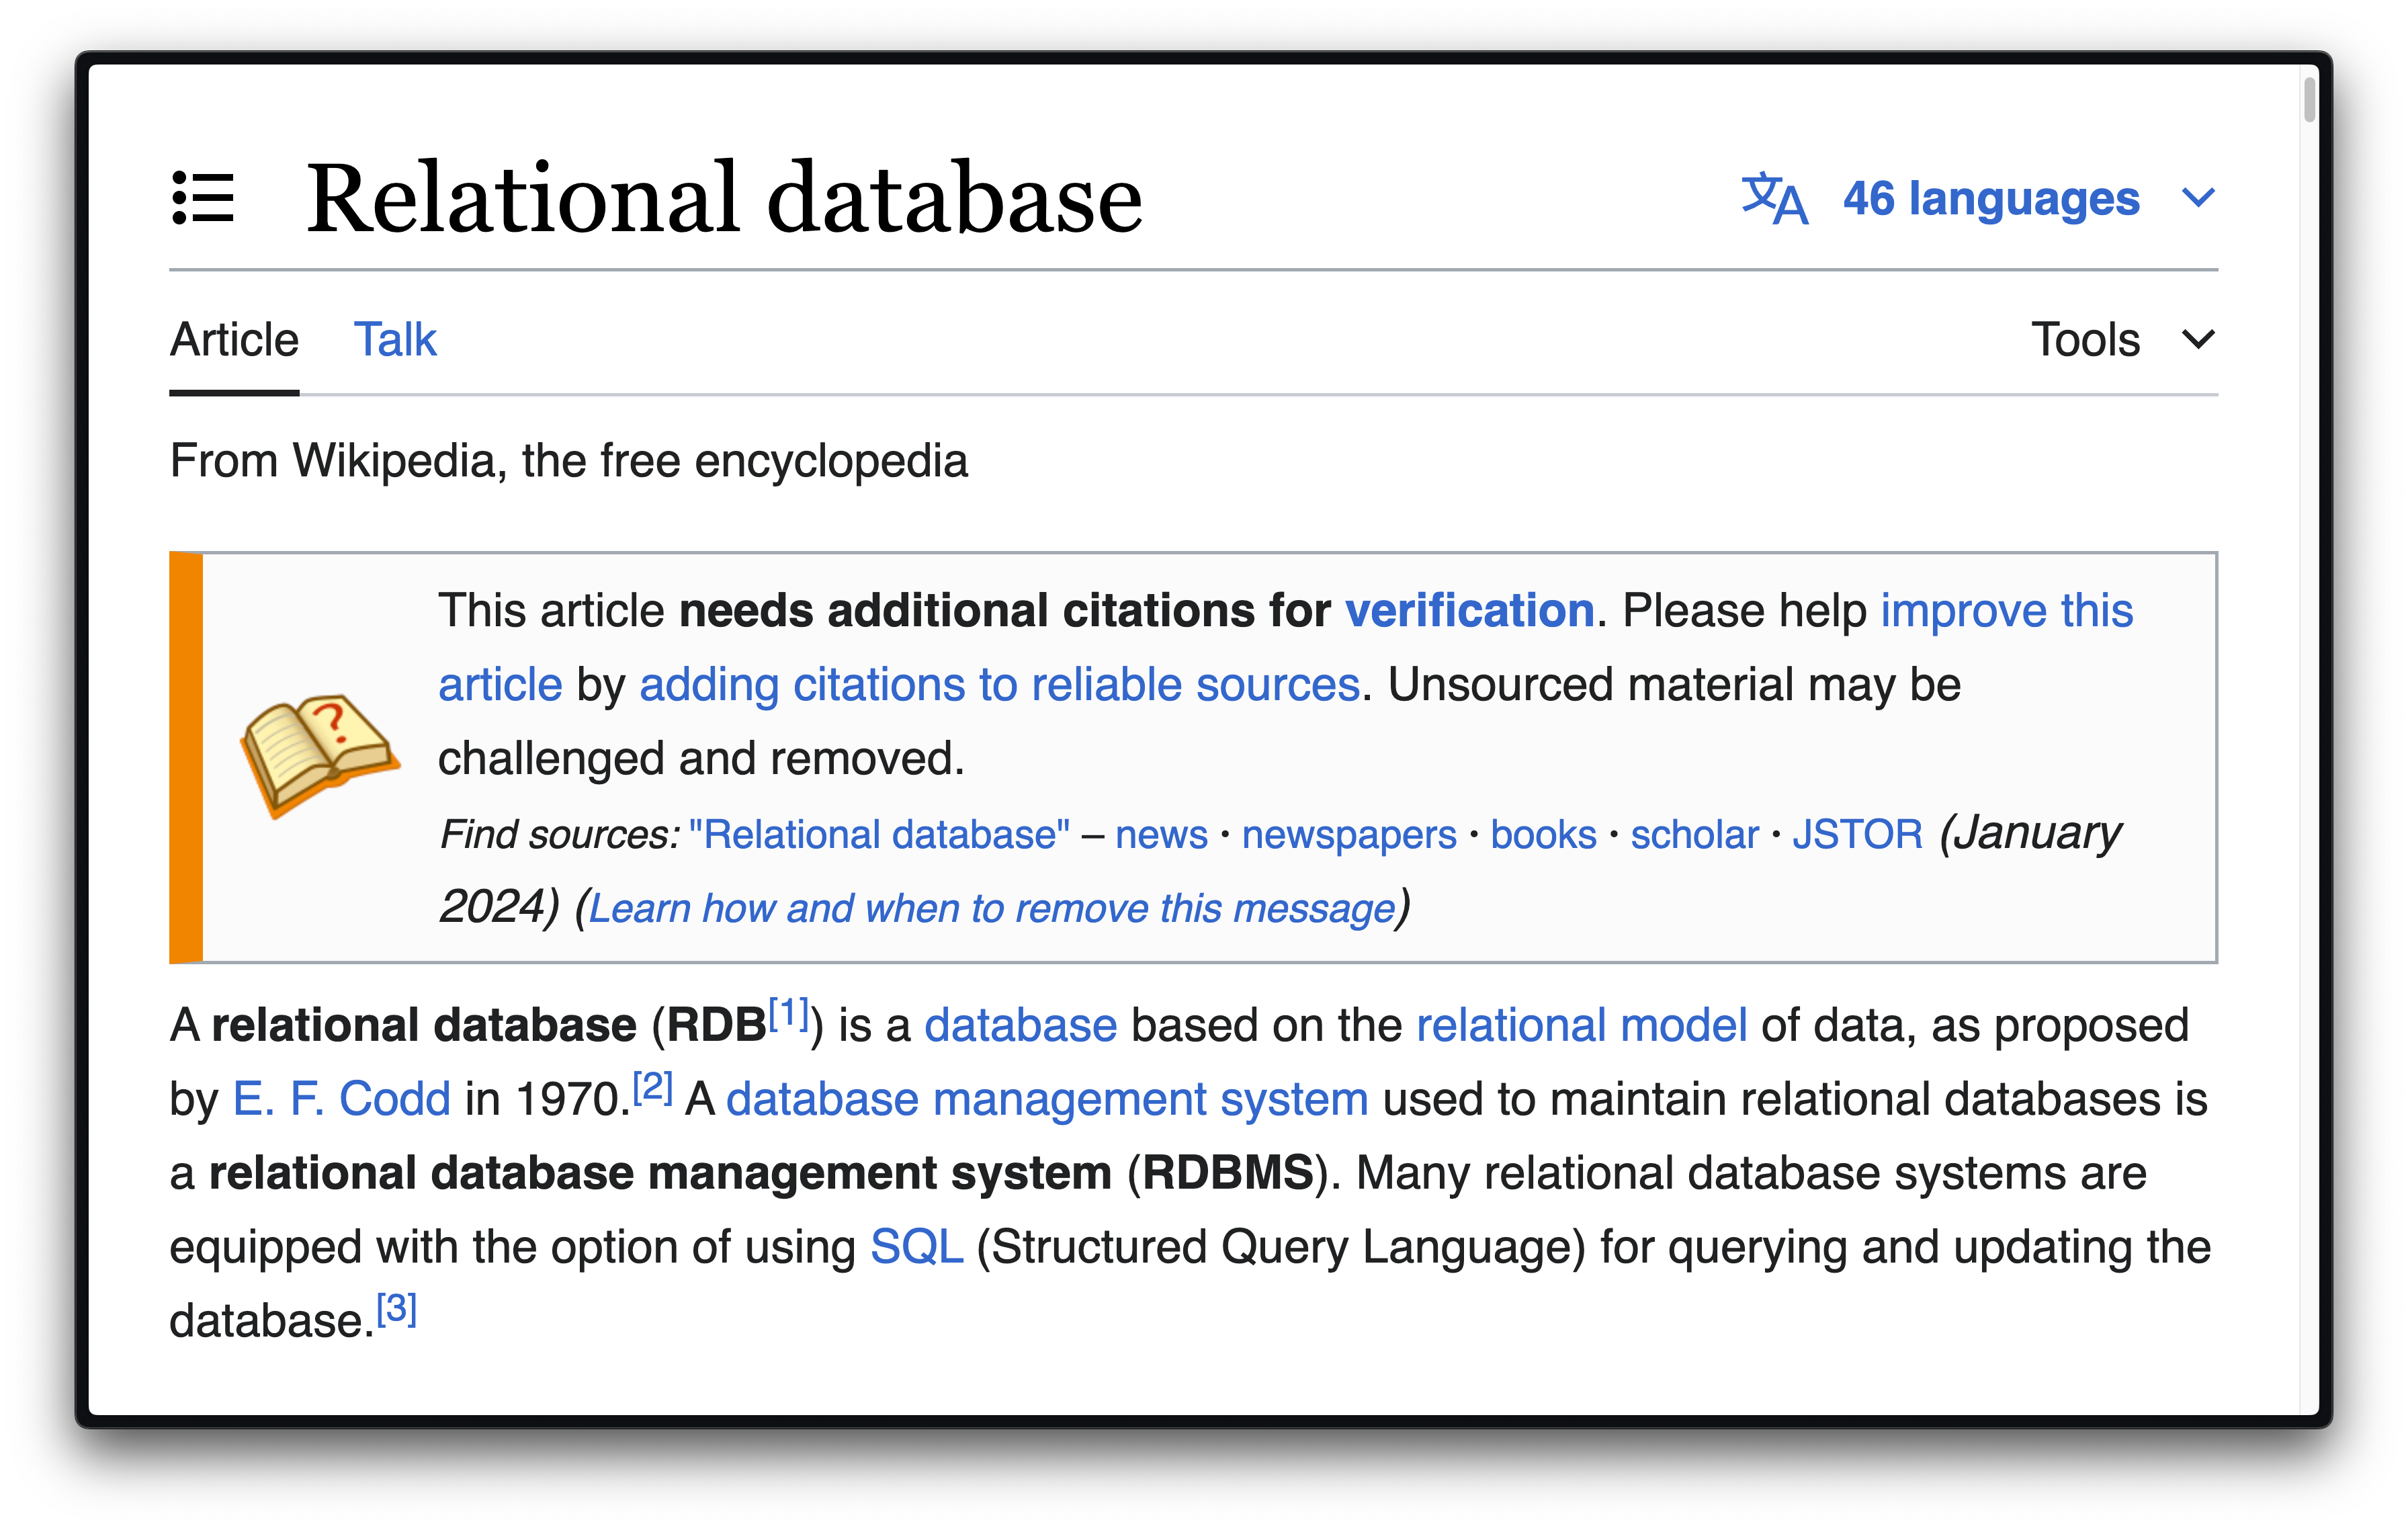 Relational database
文A 46 languages
Article Talk
Tools
From Wikipedia, the free encyclopedia
?
This article needs additional citations for verification. Please help improve this
article by adding citations to reliable sources. Unsourced material may be
challenged and removed.
Find sources: "Relational database" – news · newspapers · books · scholar · JSTOR (January
2024) (Learn how and when to remove this message)
A relational database (RDB[1]) is a database based on the relational model of data, as proposed
by E. F. Codd in 1970.[2] A database management system used to maintain relational databases is
a relational database management system (RDBMS). Many relational database systems are
equipped with the option of using SQL (Structured Query Language) for querying and updating the
database.[3]